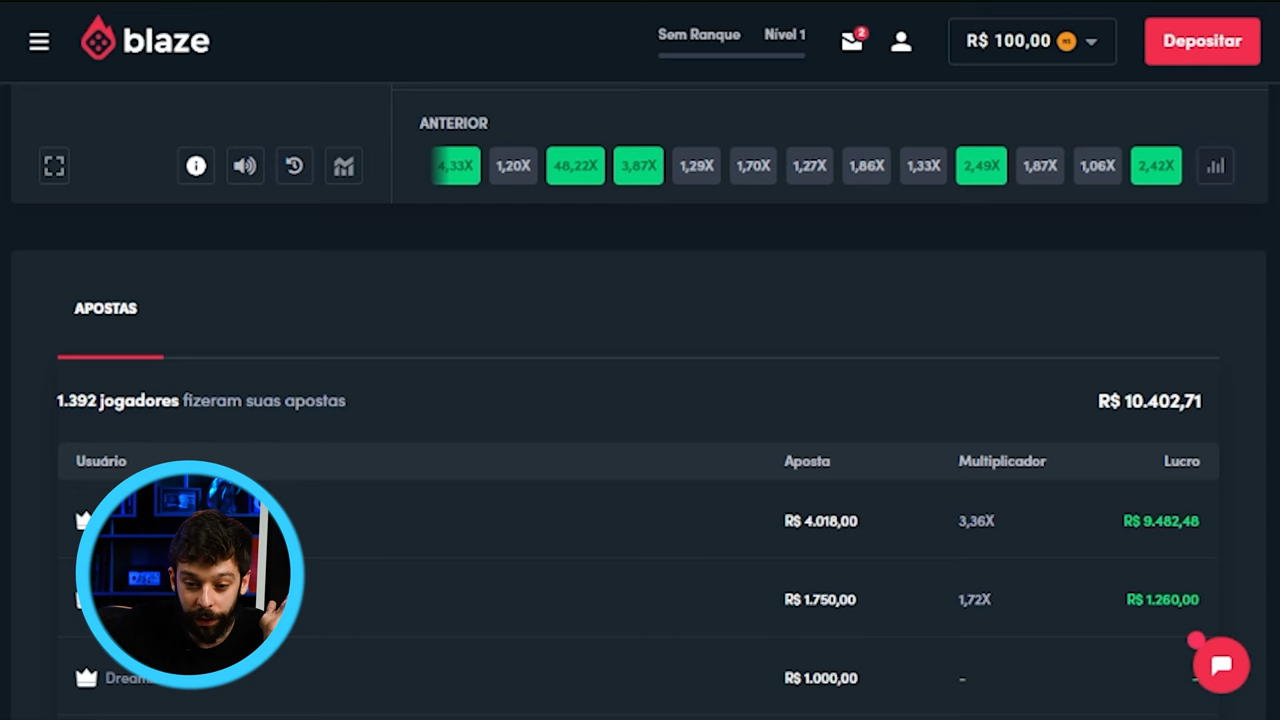 blaze
Sem Ranque Nível 1
2
R$ 100,00 R$
Depositar
ANTERIOR
4,33X 1,20X 48,22X 3,87X 1,29X 1,70X 1,27X 1,86X 1,33X 2,49X 1,87X 1,06X 2,42X
APOSTAS
1.392 jogadores fizeram suas apostas R$ 10.402,71
Usuário Aposta Multiplicador Lucro
R$ 4.018,00 3,36X R$ 9.482,48
R$ 1.750,00 1,72X R$ 1.260,00
R$ 1.000,00 - -